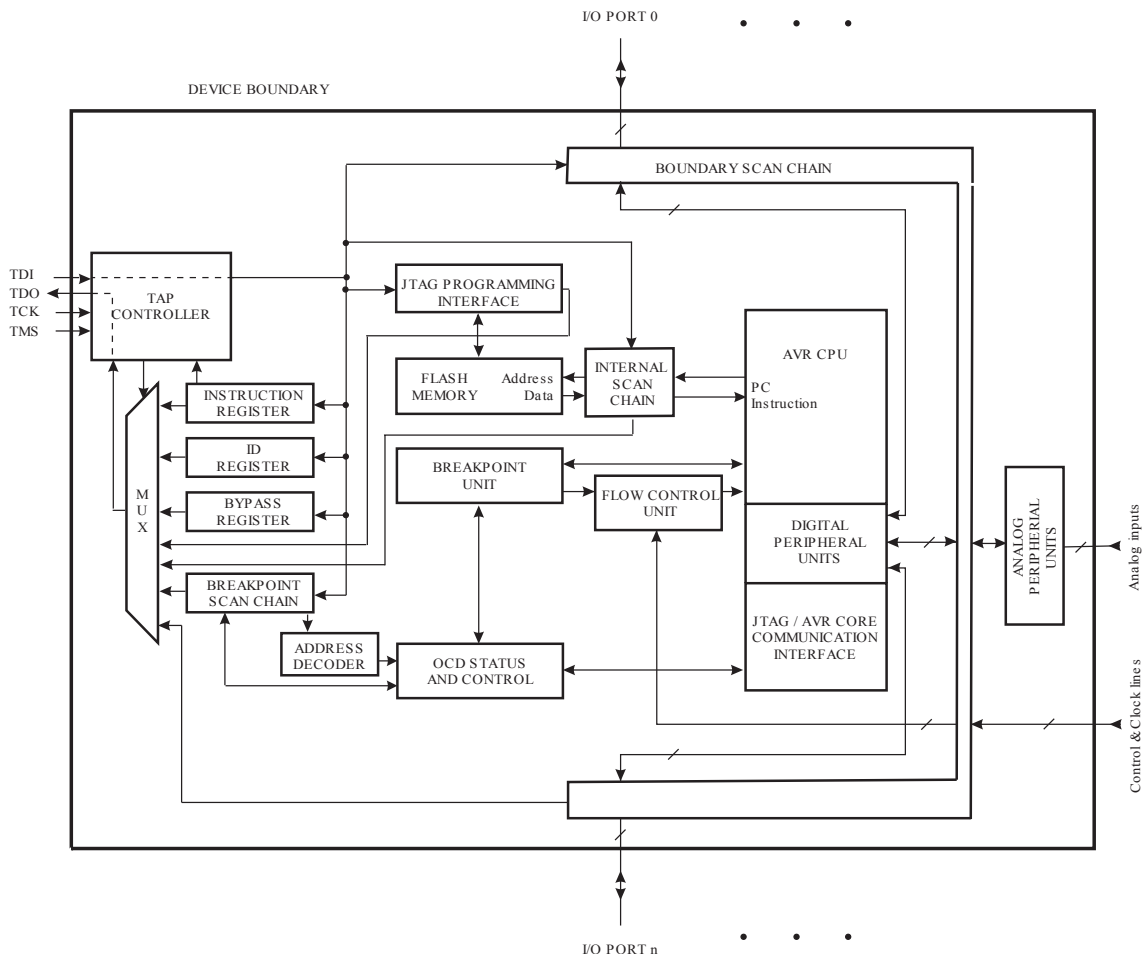 I/O PORT 0
DEVICE BOUNDARY
BOUNDARY SCAN CHAIN
TDI
TDO
TCK
TMS
TAP
CONTROLLER
JTAG PROGRAMMING
INTERFACE
AVR CPU
FLASH
MEMORY
Address
Data
INTERNAL
SCAN
CHAIN
PC
Instruction
INSTRUCTION
REGISTER
ID
REGISTER
BREAKPOINT
UNIT
FLOW CONTROL
UNIT
MUX
BYPASS
REGISTER
DIGITAL
PERIPHERAL
UNITS
ANALOG
PERIPHERIAL
UNITS
Analog inputs
BREAKPOINT
SCAN CHAIN
JTAG / AVR CORE
COMMUNICATION
INTERFACE
ADDRESS
DECODER
OCD STATUS
AND CONTROL
Control & Clock lines
I/O PORT n